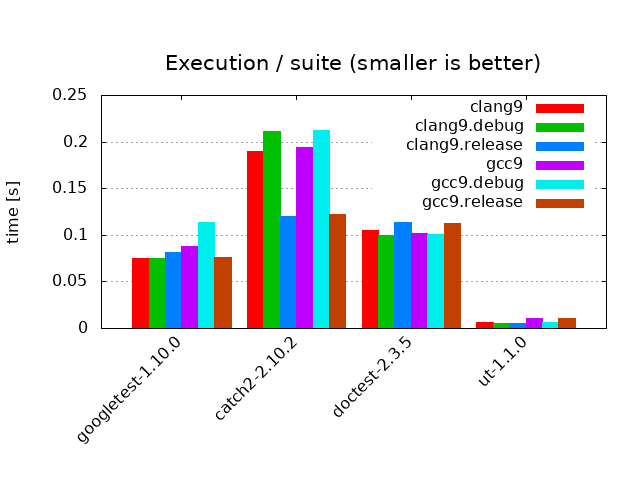 Execution / suite (smaller is better)
0.25
0.2
0.15
0.1
0.05
0
time [s]
clang9
clang9.debug
clang9.release
gcc9
gcc9.debug
gcc9.release
googletest-1.10.0
catch2-2.10.2
doctest-2.3.5
ut-1.1.0